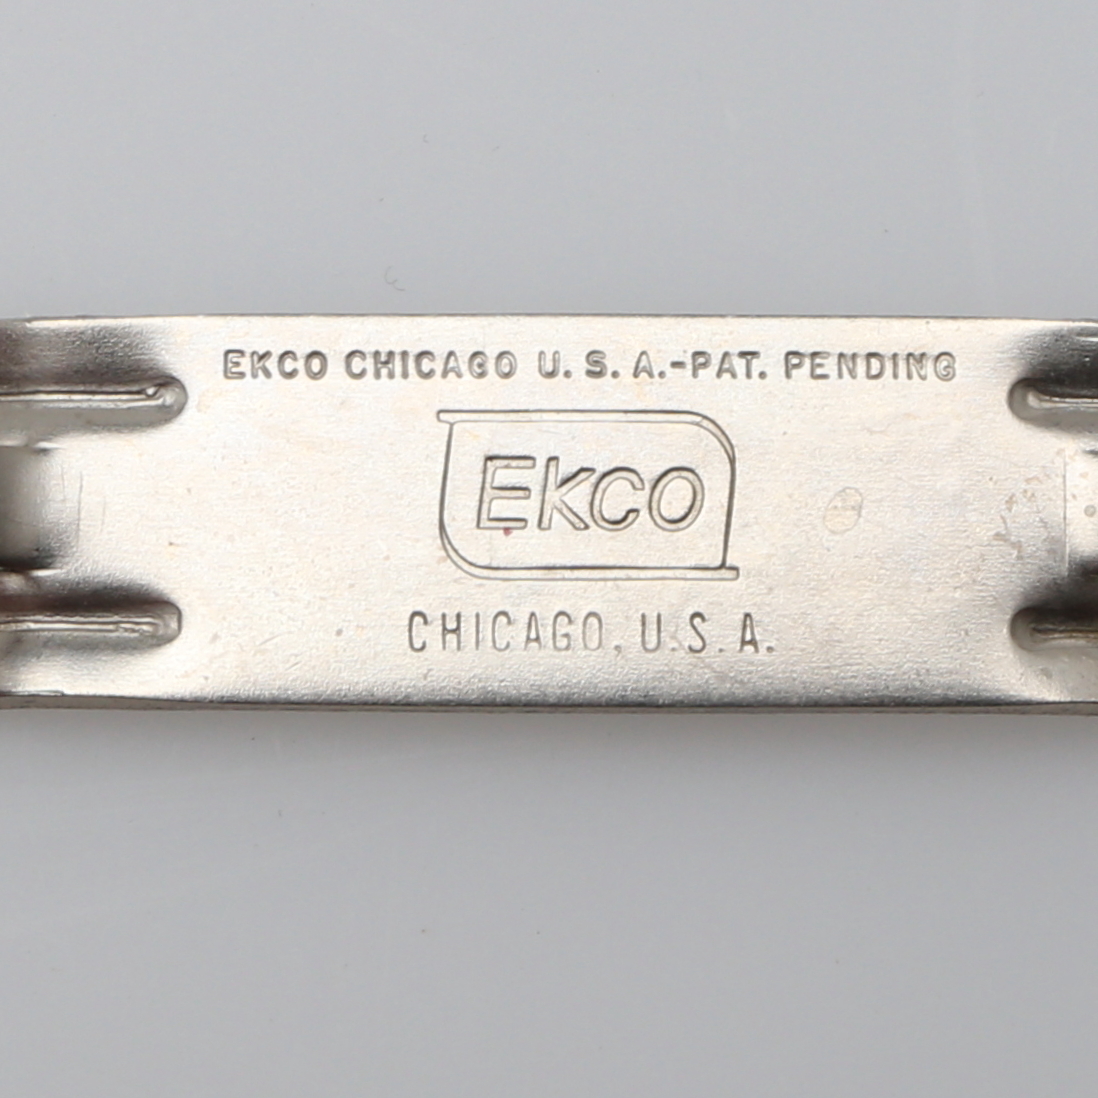 EKCO CHICAGO U. S. A.-PAT. PENDING
EKCO
CHICAGO, U.S.A.